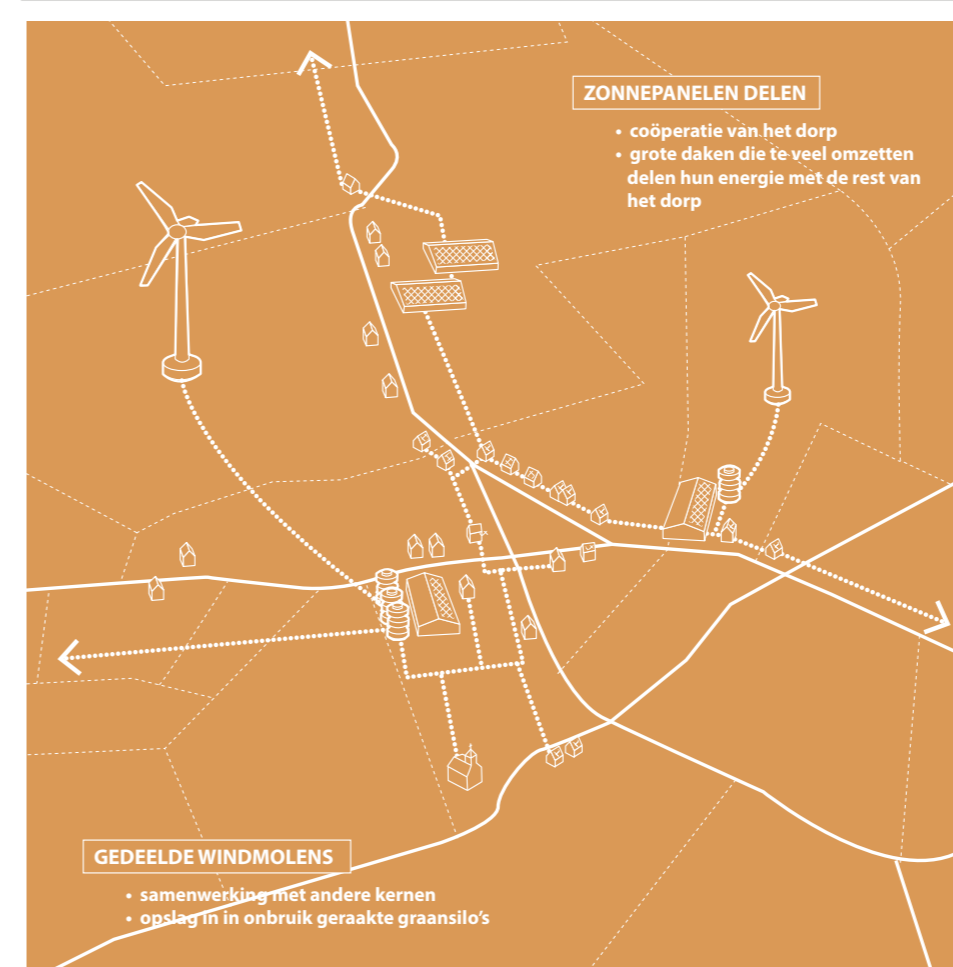 ZONNEPANELEN DELEN
• coöperatie van het dorp
• grote daken die te veel omzetten
delen hun energie met de rest van
het dorp
GEDEELDE WINDMOLENS
• samenwerking met andere kernen
• opslag in in onbruik geraakte graansilo's